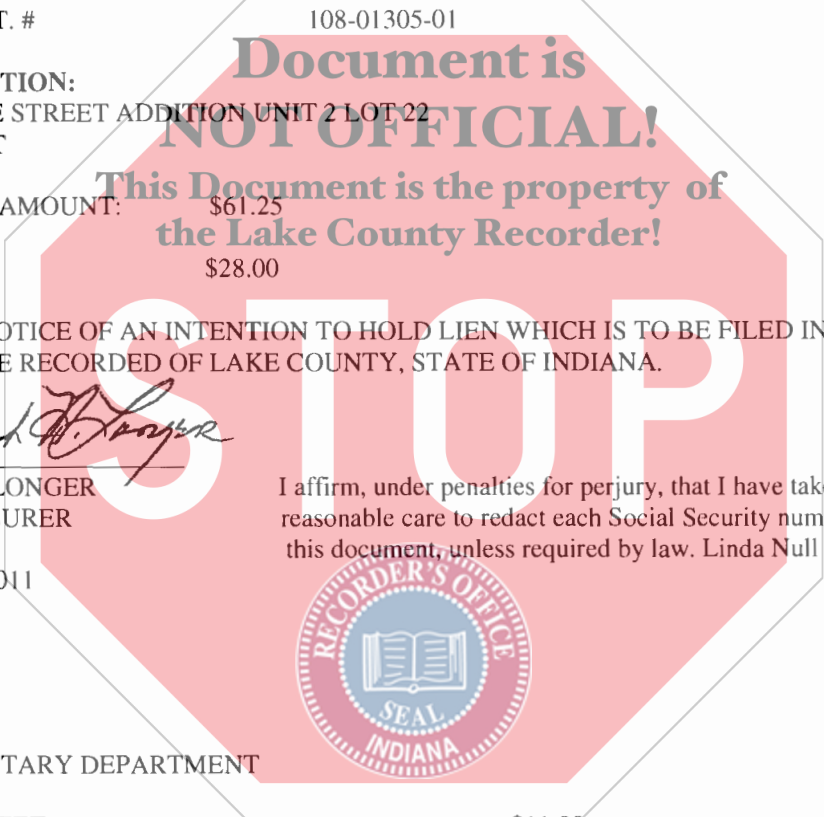 T. # 108-01305-01
Document is
TION:
E STREET ADDITION UNIT 2 LOT 22
NOT OFFICIAL!
T
This Document is the property of
AMOUNT: $61.25
the Lake County Recorder!
$28.00
STOP
OTICE OF AN INTENTION TO HOLD LIEN WHICH IS TO BE FILED IN
E RECORDED OF LAKE COUNTY, STATE OF INDIANA.
LONGER I affirm, under penalties for perjury, that I have take
URER reasonable care to redact each Social Security num
this document, unless required by law. Linda Null
011
RECORDER'S OFFICE
SEAL
INDIANA
TARY DEPARTMENT